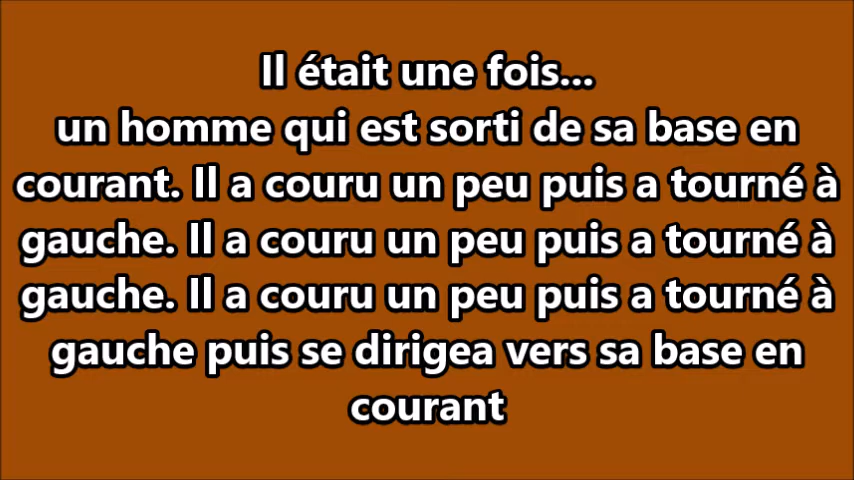 Il était une fois...
un homme qui est sorti de sa base en
courant. Il a couru un peu puis a tourné à
gauche. Il a couru un peu puis a tourné à
gauche. Il a couru un peu puis a tourné à
gauche puis se dirigea vers sa base en
courant